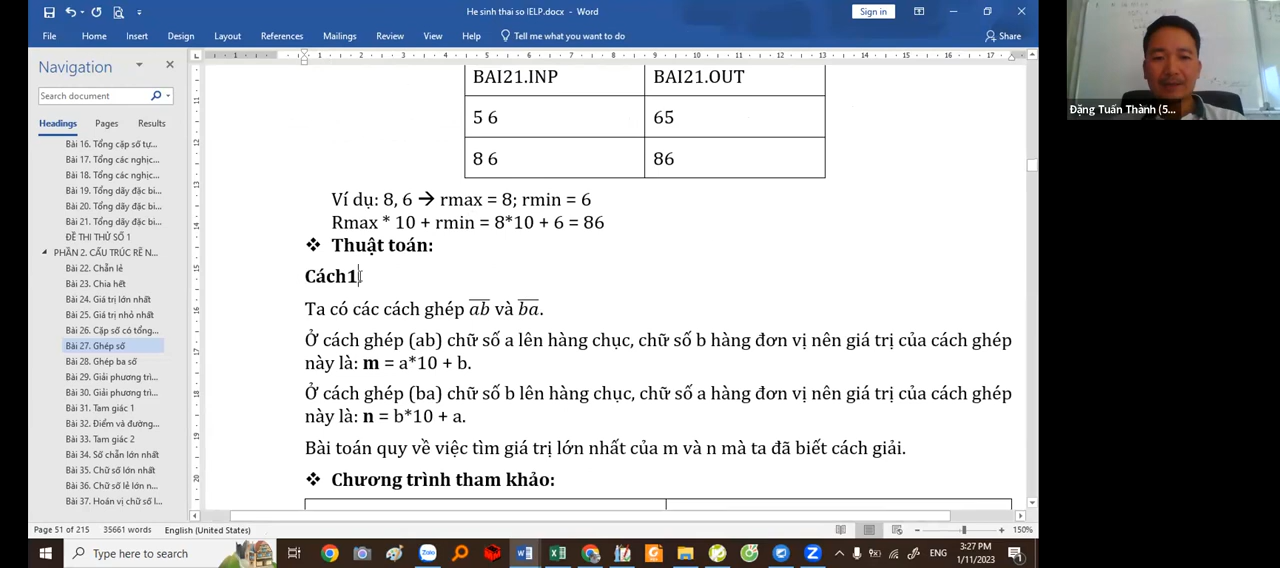 He sinh thai so IELP.docx - Word
Sign in
File Home Insert Design Layout References Mailings Review View Help Tell me what you want to do Share
Navigation
Search document
Headings Pages Results
Bài 16. Tổng cặp số tự...
Bài 17. Tổng các nghịc...
Bài 18. Tổng các nghịc...
Bài 19. Tổng dãy đặc bi...
Bài 20. Tổng dãy đặc bi...
Bài 21. Tổng dãy đặc bi...
ĐỀ THI THỬ SỐ 1
PHẦN 2. CẤU TRÚC RẼ N...
Bài 22. Chẵn lẻ
Bài 23. Chia hết
Bài 24. Giá trị lớn nhất
Bài 25. Giá trị nhỏ nhất
Bài 26. Cặp số có tổng...
Bài 27. Ghép số
Bài 28. Ghép ba số
Bài 29. Giải phương trì...
Bài 30. Giải phương trì...
Bài 31. Tam giác 1
Bài 32. Điểm và đường...
Bài 33. Tam giác 2
Bài 34. Số chẵn lớn nhất
Bài 35. Chữ số lớn nhất
Bài 36. Chữ số lẻ lớn n...
Bài 37. Hoán vị chữ số l...
BAI21.INP BAI21.OUT
5 6 65
8 6 86
Ví dụ: 8, 6 → rmax = 8; rmin = 6
Rmax * 10 + rmin = 8*10 + 6 = 86
❖ Thuật toán:
Cách1
Ta có các cách ghép a̅b̅ và b̅a̅.
Ở cách ghép (ab) chữ số a lên hàng chục, chữ số b hàng đơn vị nên giá trị của cách ghép
này là: m = a*10 + b.
Ở cách ghép (ba) chữ số b lên hàng chục, chữ số a hàng đơn vị nên giá trị của cách ghép
này là: n = b*10 + a.
Bài toán quy về việc tìm giá trị lớn nhất của m và n mà ta đã biết cách giải.
❖ Chương trình tham khảo:
Đặng Tuấn Thành (5...
Page 51 of 215 35661 words English (United States) 150%
Type here to search
Zalo
ENG
3:27 PM
1/11/2023